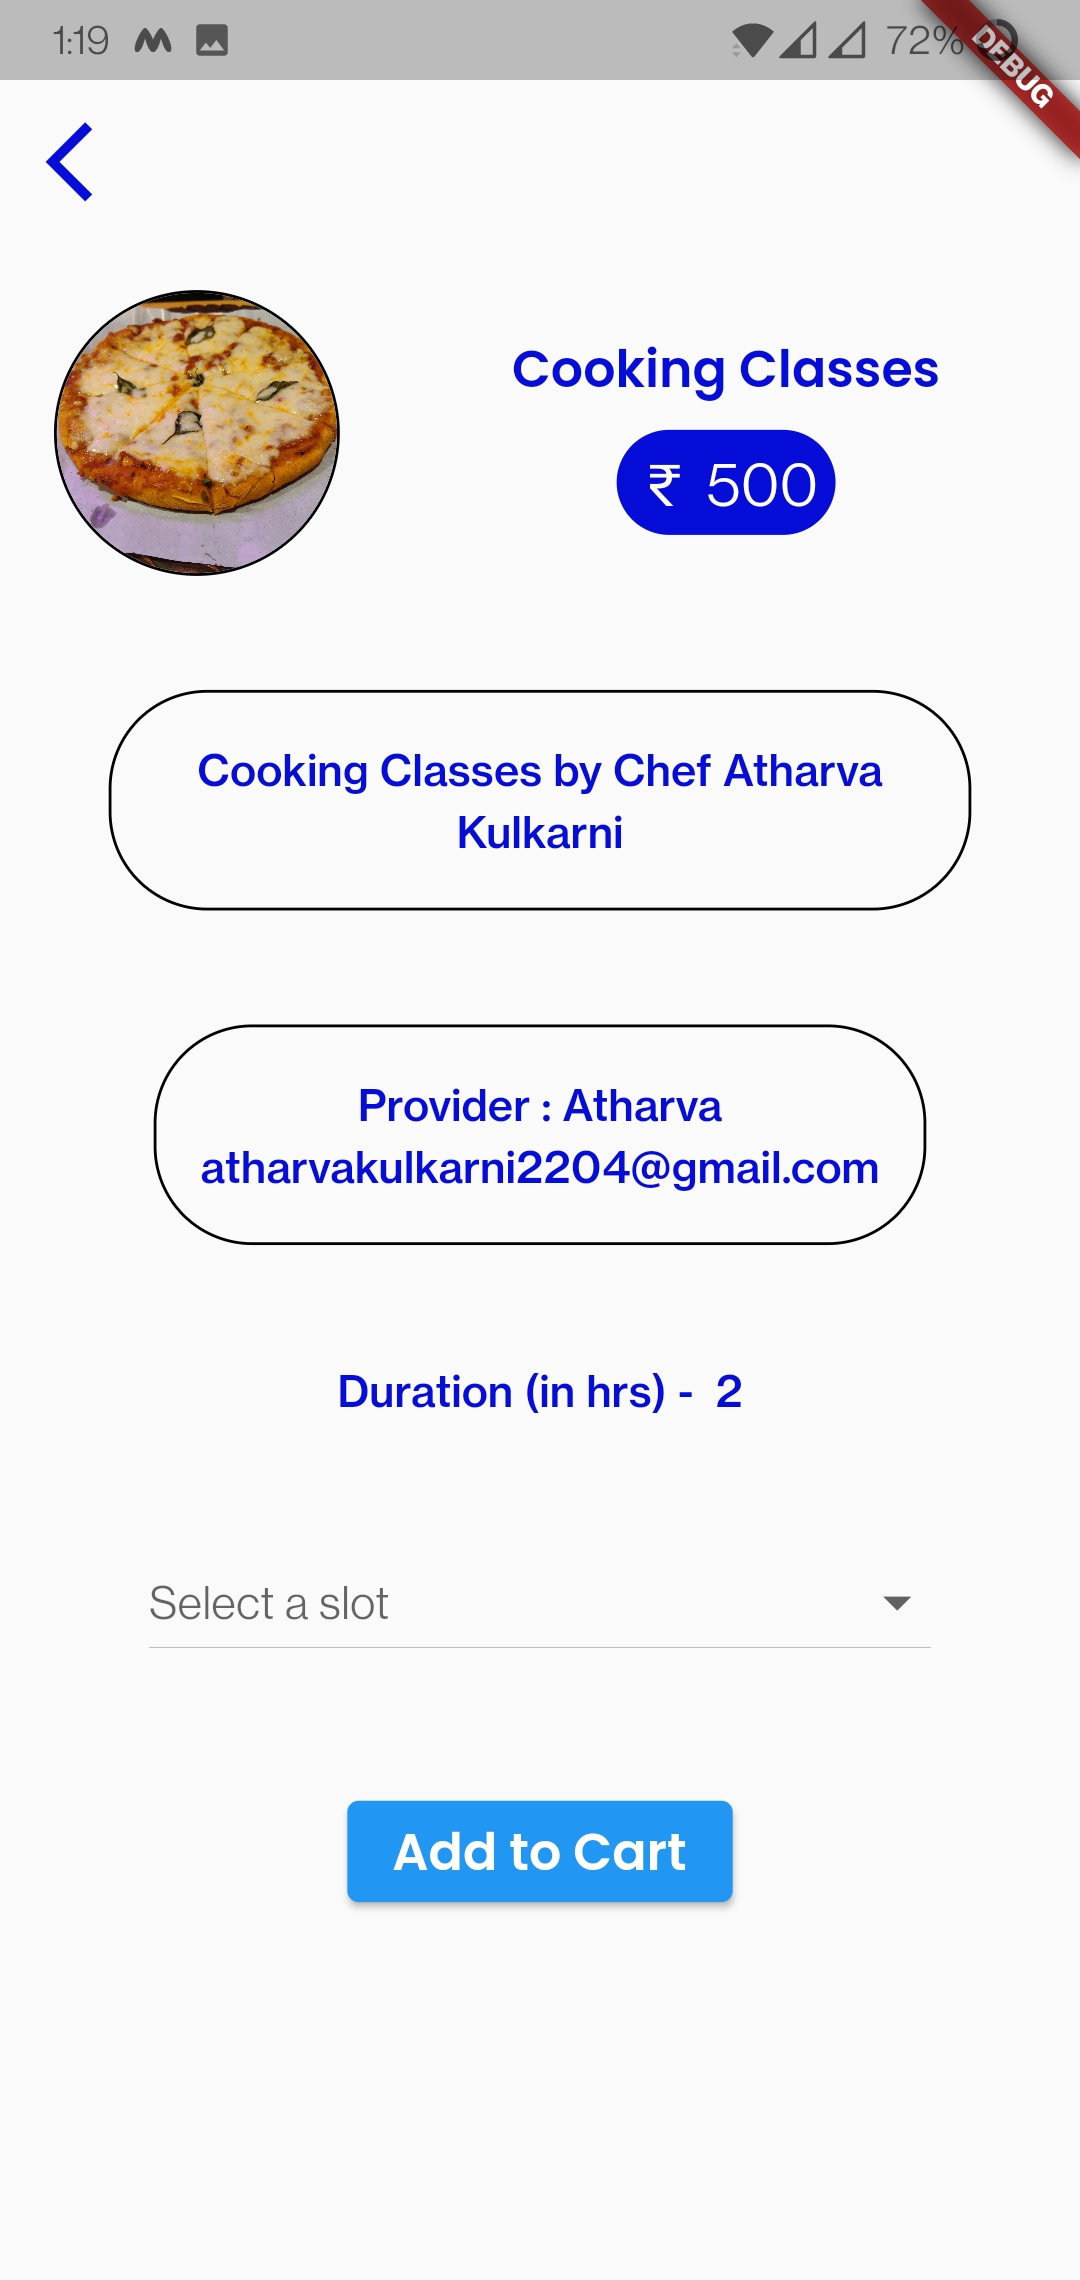 1:19
72%
DEBUG
Cooking Classes
₹ 500
Cooking Classes by Chef Atharva
Kulkarni
Provider : Atharva
atharvakulkarni2204@gmail.com
Duration (in hrs) - 2
Select a slot
Add to Cart